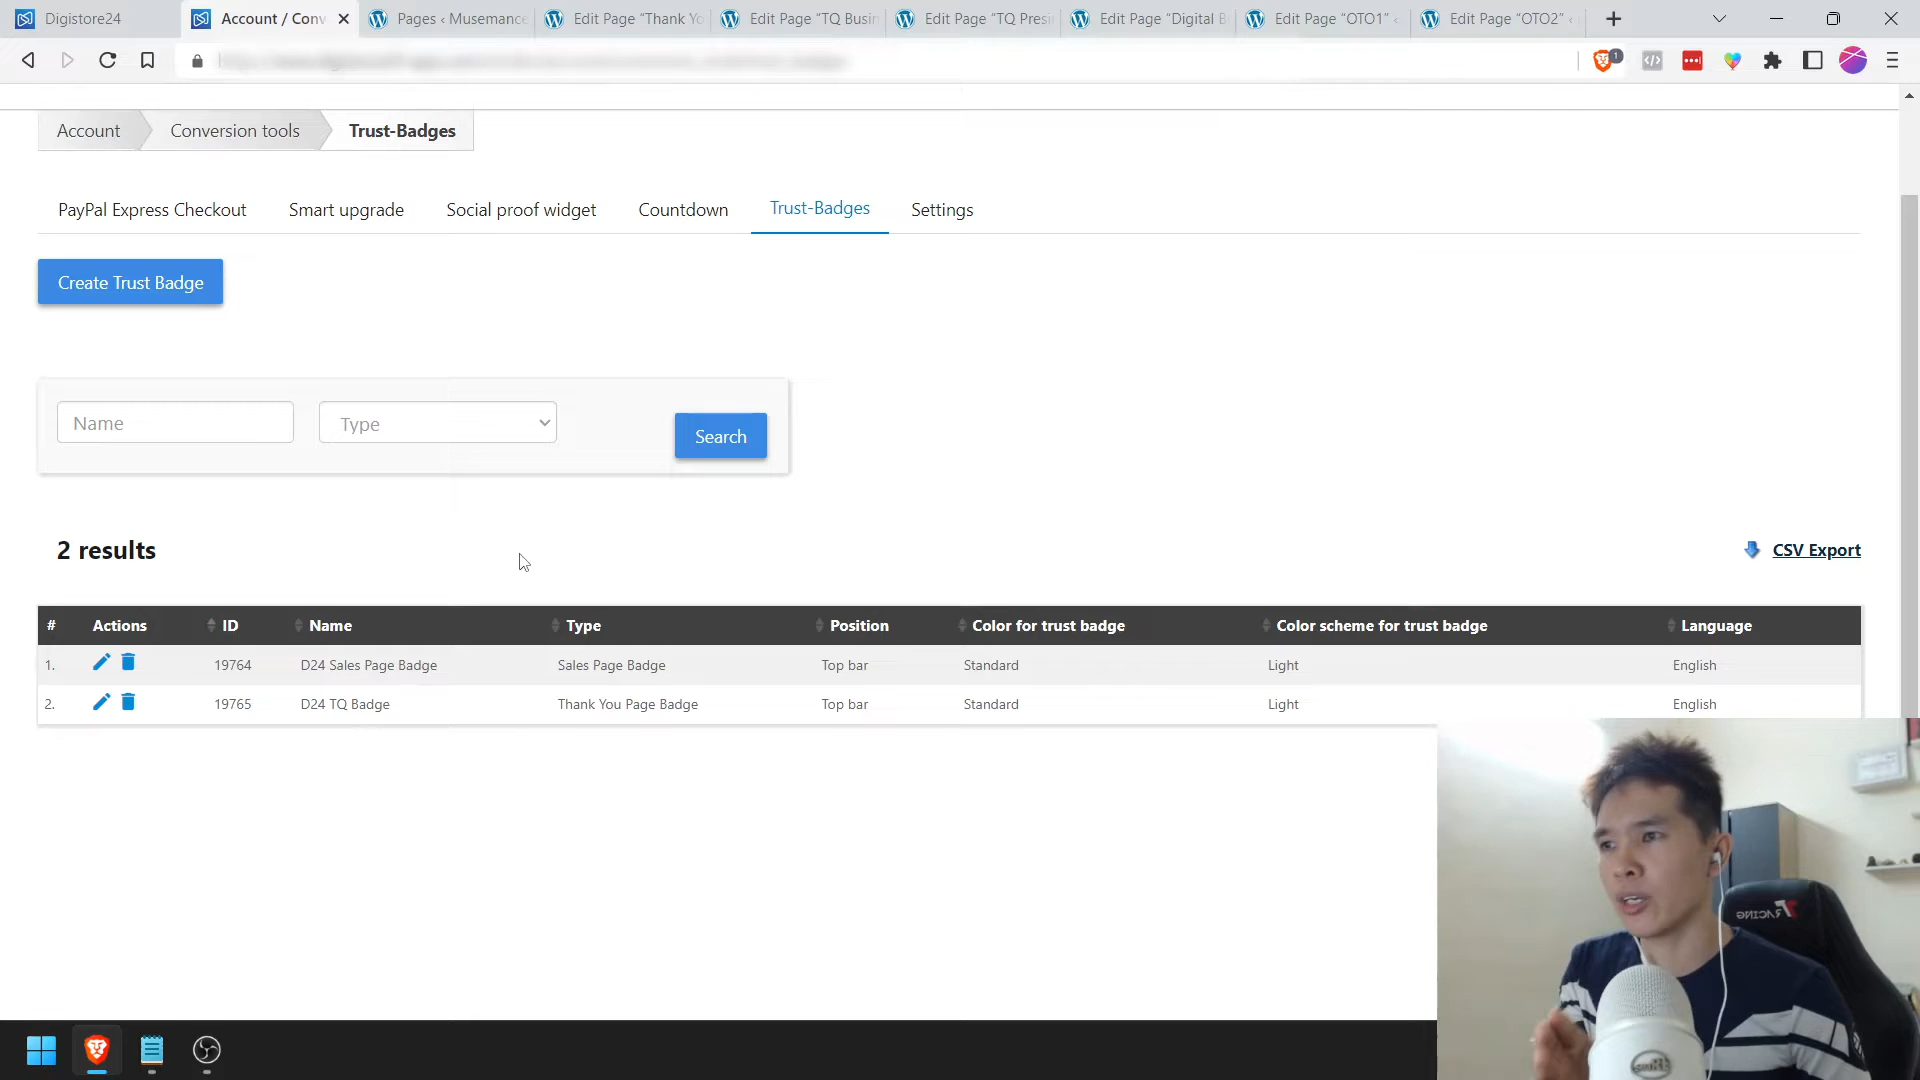 Digistore24
Account / Conv
Pages ‹ Musemance
Edit Page “Thank Yo
Edit Page “TQ Busin
Edit Page “TQ Presi
Edit Page “Digital B
Edit Page “OTO1” ‹
Edit Page “OTO2” ‹
1
Account
Conversion tools
Trust-Badges
PayPal Express Checkout
Smart upgrade
Social proof widget
Countdown
Trust-Badges
Settings
Create Trust Badge
Name
Type
Search
2 results
CSV Export
# Actions ID Name Type Position Color for trust badge Color scheme for trust badge Language
1. 19764 D24 Sales Page Badge Sales Page Badge Top bar Standard Light English
2. 19765 D24 TQ Badge Thank You Page Badge Top bar Standard Light English